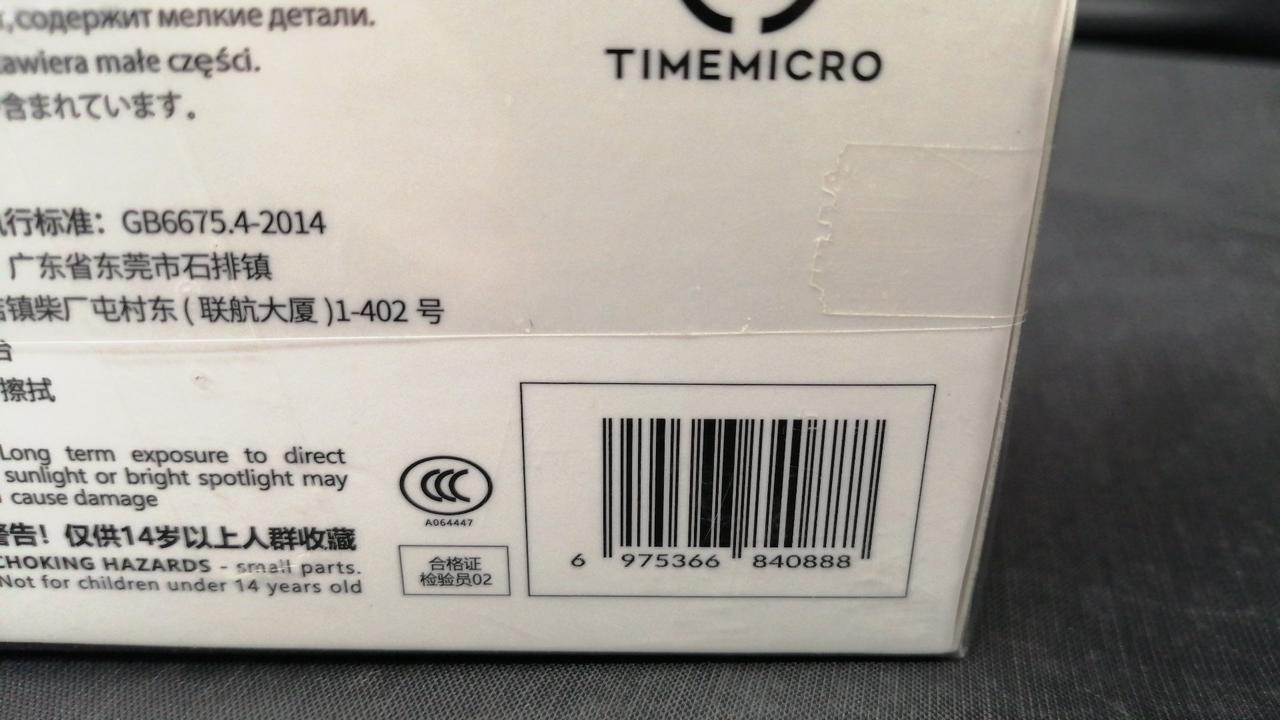 содержит мелкие детали.
małe części.
含まれています。
TIMEMICRO
行标准：GB6675.4-2014
广东省东莞市石排镇
镇柴厂屯村东(联航大厦)1-402 号
擦拭
Long term exposure to direct
sunlight or bright spotlight may
cause damage
警告！仅供14岁以上人群收藏
CHOKING HAZARDS - small parts.
Not for children under 14 years old
A064447
合格证
检验员02
6 975366 840888